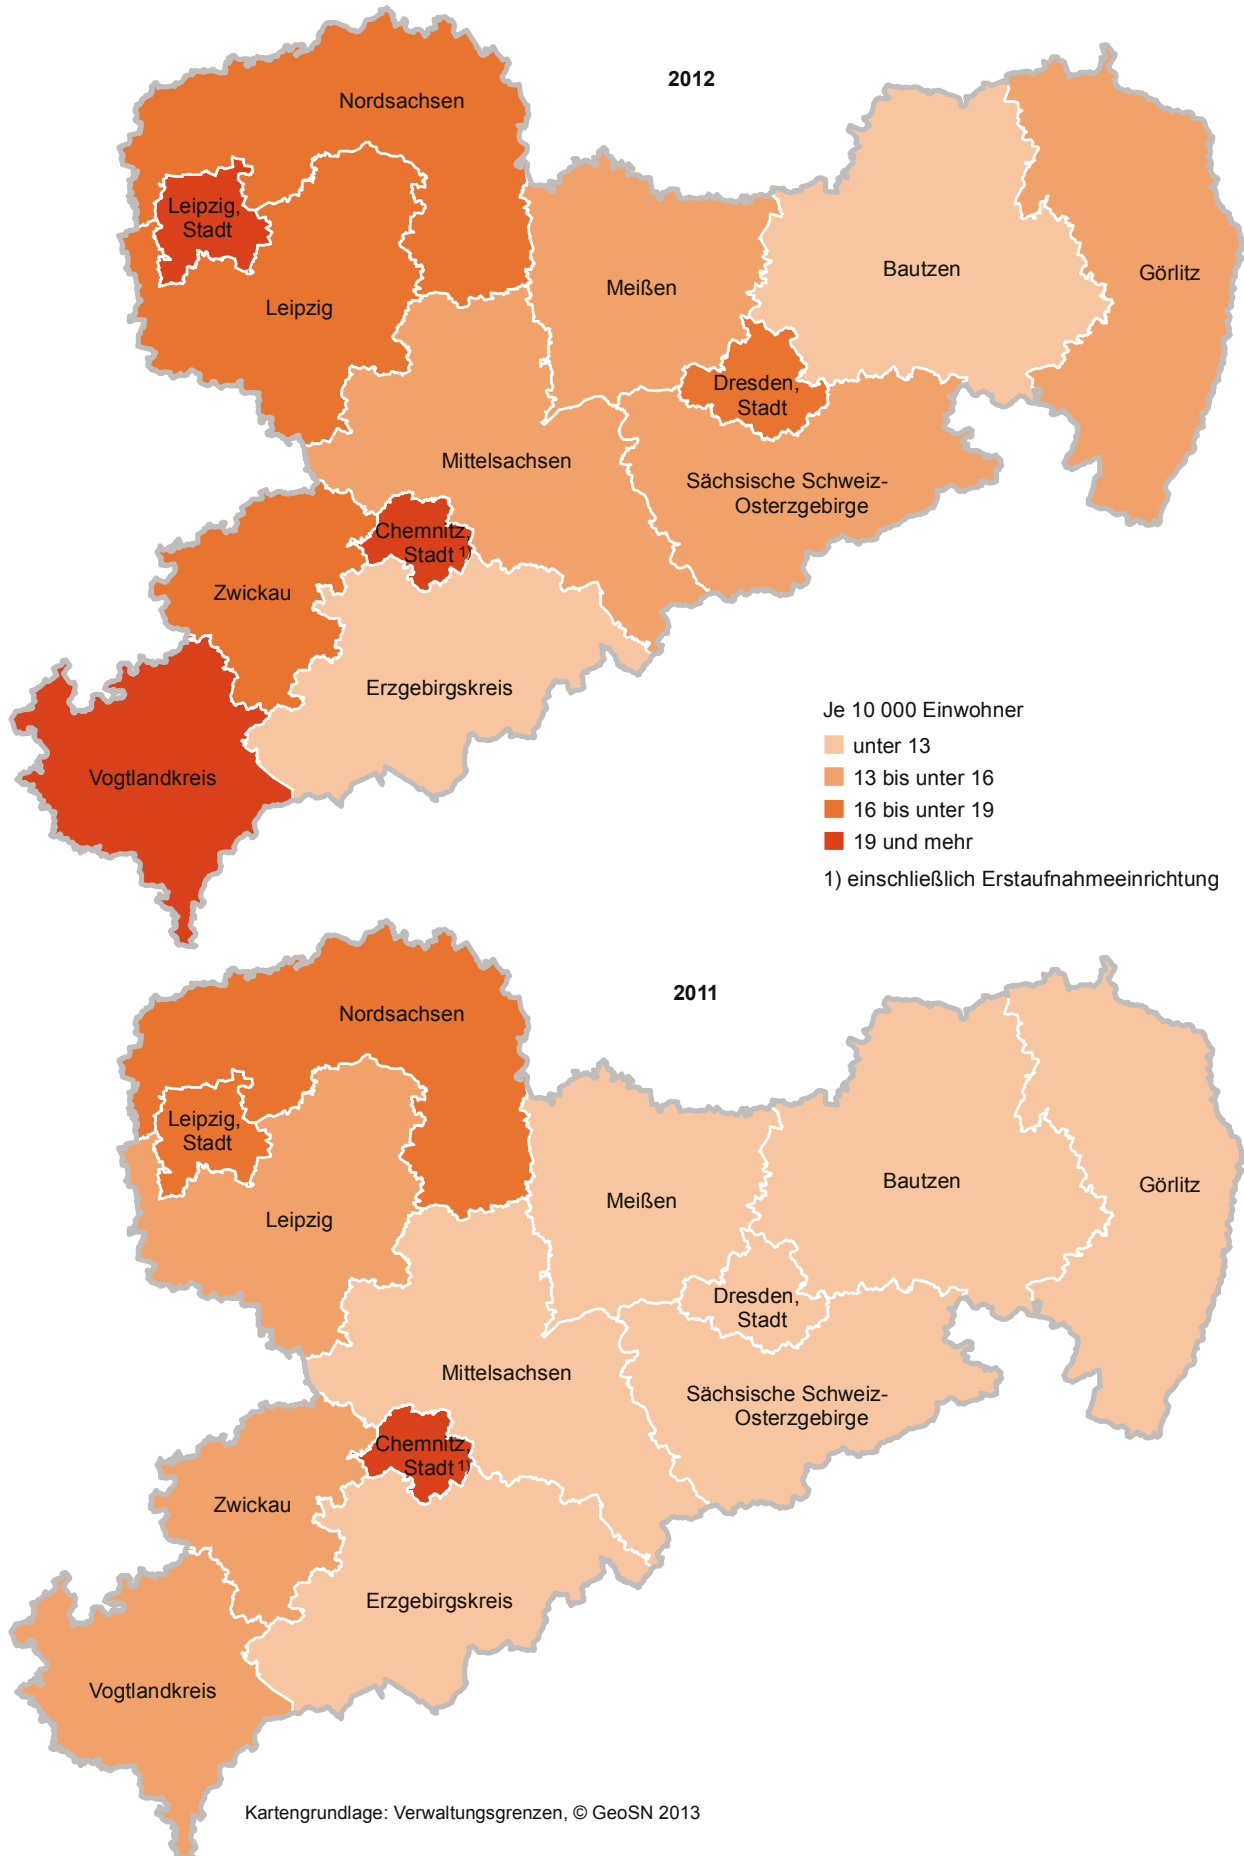 2012
Nordsachsen
Leipzig,
Stadt
Leipzig
Meißen
Bautzen
Görlitz
Dresden,
Stadt
Mittelsachsen
Sächsische Schweiz-
Osterzgebirge
Chemnitz,
Stadt 1)
Zwickau
Erzgebirgskreis
Vogtlandkreis
Je 10 000 Einwohner
unter 13
13 bis unter 16
16 bis unter 19
19 und mehr
1) einschließlich Erstaufnahmeeinrichtung
2011
Nordsachsen
Leipzig,
Stadt
Leipzig
Meißen
Bautzen
Görlitz
Dresden,
Stadt
Mittelsachsen
Sächsische Schweiz-
Osterzgebirge
Chemnitz,
Stadt 1)
Zwickau
Erzgebirgskreis
Vogtlandkreis
Kartengrundlage: Verwaltungsgrenzen, © GeoSN 2013